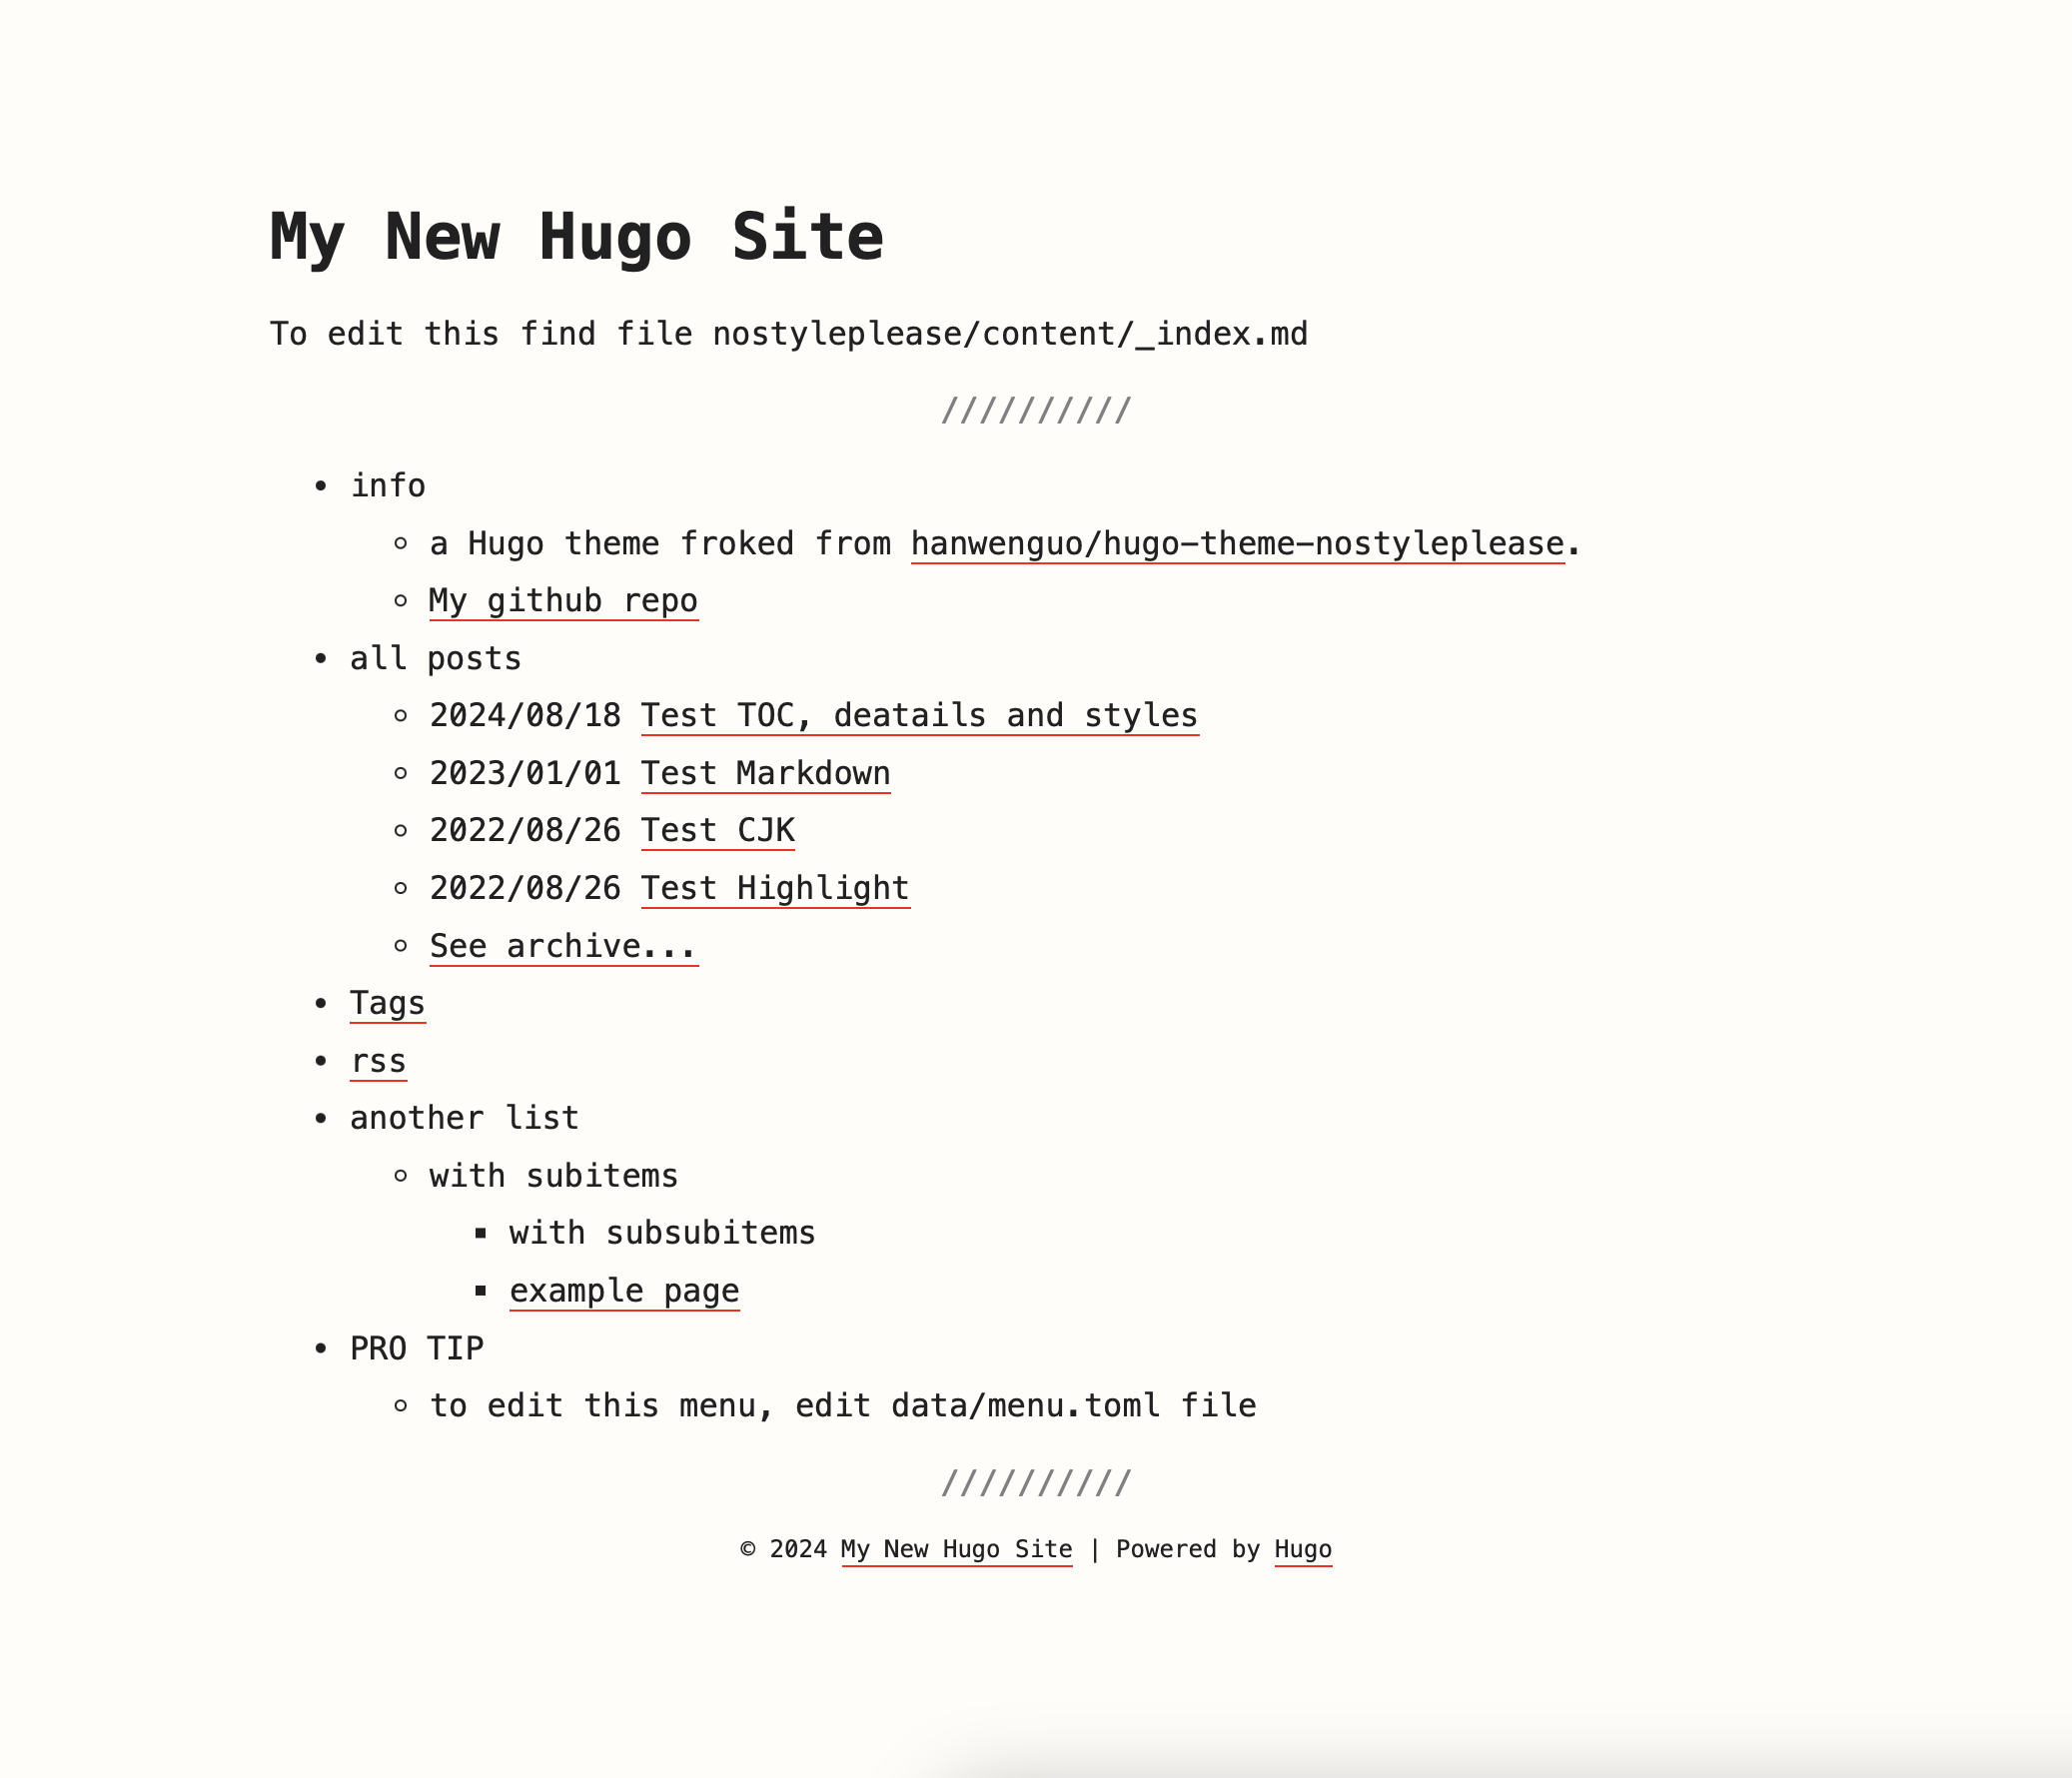 My New Hugo Site
To edit this find file nostyleplease/content/_index.md
//////////
info
a Hugo theme froked from hanwenguo/hugo-theme-nostyleplease.
My github repo
all posts
2024/08/18 Test TOC, deatails and styles
2023/01/01 Test Markdown
2022/08/26 Test CJK
2022/08/26 Test Highlight
See archive...
Tags
rss
another list
with subitems
with subsubitems
example page
PRO TIP
to edit this menu, edit data/menu.toml file
//////////
© 2024 My New Hugo Site | Powered by Hugo